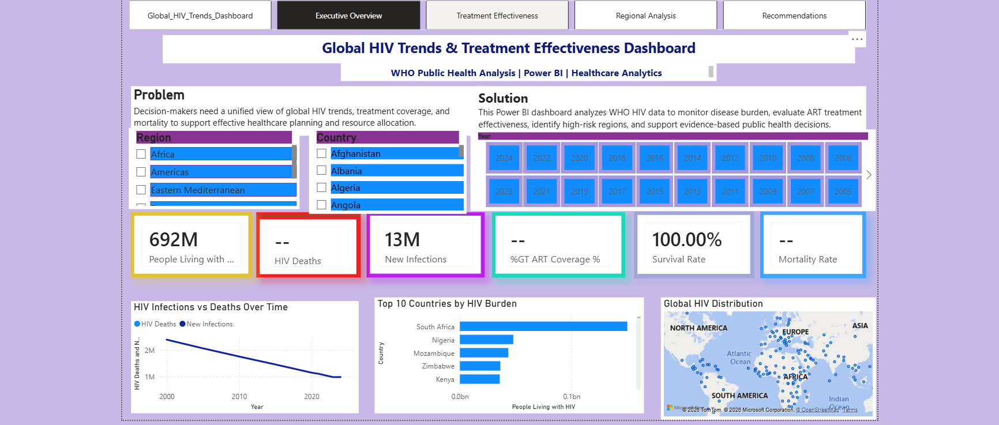 Global_HIV_Trends_Dashboard
Executive Overview
Treatment Effectiveness
Regional Analysis
Recommendations
Global HIV Trends & Treatment Effectiveness Dashboard
WHO Public Health Analysis | Power BI | Healthcare Analytics
Problem
Decision-makers need a unified view of global HIV trends, treatment coverage, and
mortality to support effective healthcare planning and resource allocation.
Solution
This Power BI dashboard analyzes WHO HIV data to monitor disease burden, evaluate ART treatment
effectiveness, identify high-risk regions, and support evidence-based public health decisions.
Region
Africa
Americas
Eastern Mediterranean
Country
Afghanistan
Albania
Algeria
Angola
Year
2024 2022 2020 2018 2016 2014 2012 2010 2008 2006
2023 2021 2019 2017 2015 2013 2011 2009 2007 2005
692M
People Living with ...
--
HIV Deaths
13M
New Infections
--
%GT ART Coverage %
100.00%
Survival Rate
--
Mortality Rate
HIV Infections vs Deaths Over Time
HIV Deaths New Infections
HIV Deaths and N...
2M
1M
2000 2010 2020
Year
Top 10 Countries by HIV Burden
Country
South Africa
Nigeria
Mozambique
Zimbabwe
Kenya
0.0bn 0.1bn
People Living with HIV
Global HIV Distribution
NORTH AMERICA
EUROPE
ASIA
Atlantic
Ocean
AFRICA
SOUTH AMERICA
Indian
Ocean
© 2026 TomTom, © 2026 Microsoft Corporation, © OpenStreetMap Terms